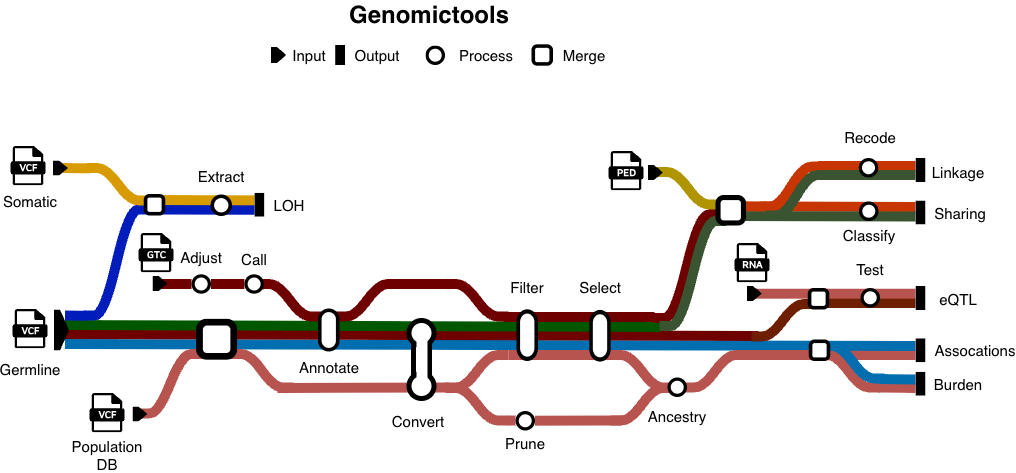 Genomictools
Input
Output
Process
Merge
Recode
VCF
PED
Extract
Linkage
Somatic
LOH
Sharing
GTC
Classify
Adjust
Call
RNA
Test
Filter
Select
eQTL
VCF
Germline
Annotate
Assocations
Burden
VCF
Convert
Ancestry
Prune
Population
DB